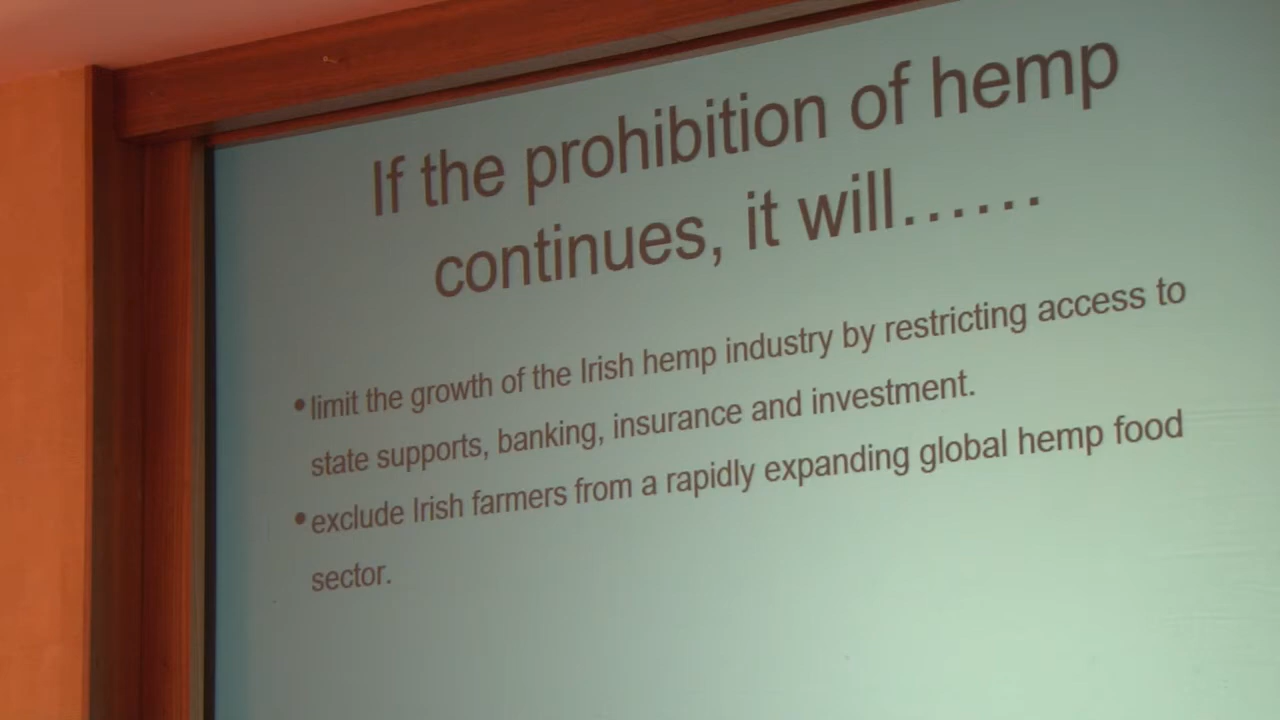 If the prohibition of hemp
continues, it will......
•limit the growth of the Irish hemp industry by restricting access to
state supports, banking, insurance and investment.
•exclude Irish farmers from a rapidly expanding global hemp food
sector.